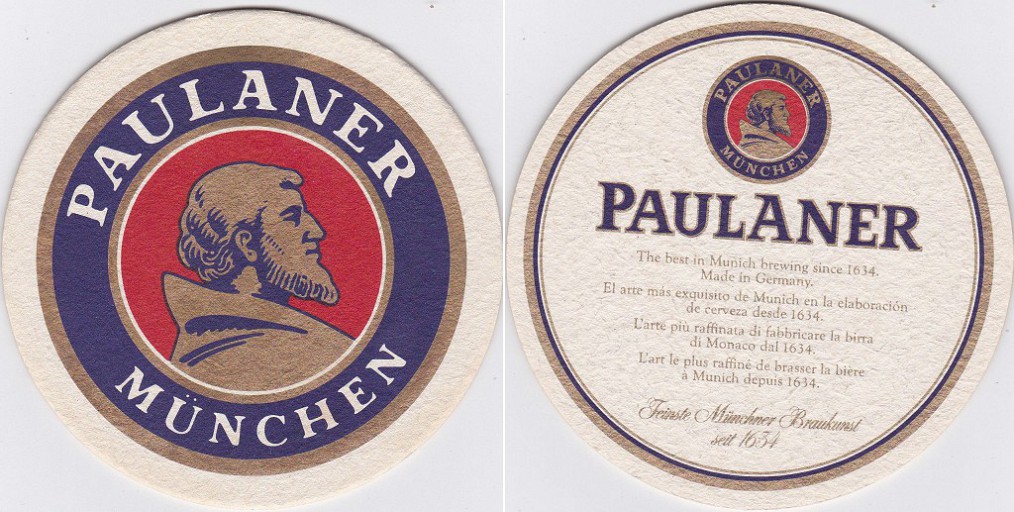 PAULANER
MÜNCHEN
PAULANER
MÜNCHEN
PAULANER
The best in Munich brewing since 1634.
Made in Germany.
El arte más exquisito de Munich en la elaboración
de cerveza desde 1634.
L'arte più raffinata di fabbricare la birra
di Monaco dal 1634.
L'art le plus raffiné de brasser la bière
à Munich depuis 1634.
Feinste Münchner Braukunst
seit 1634